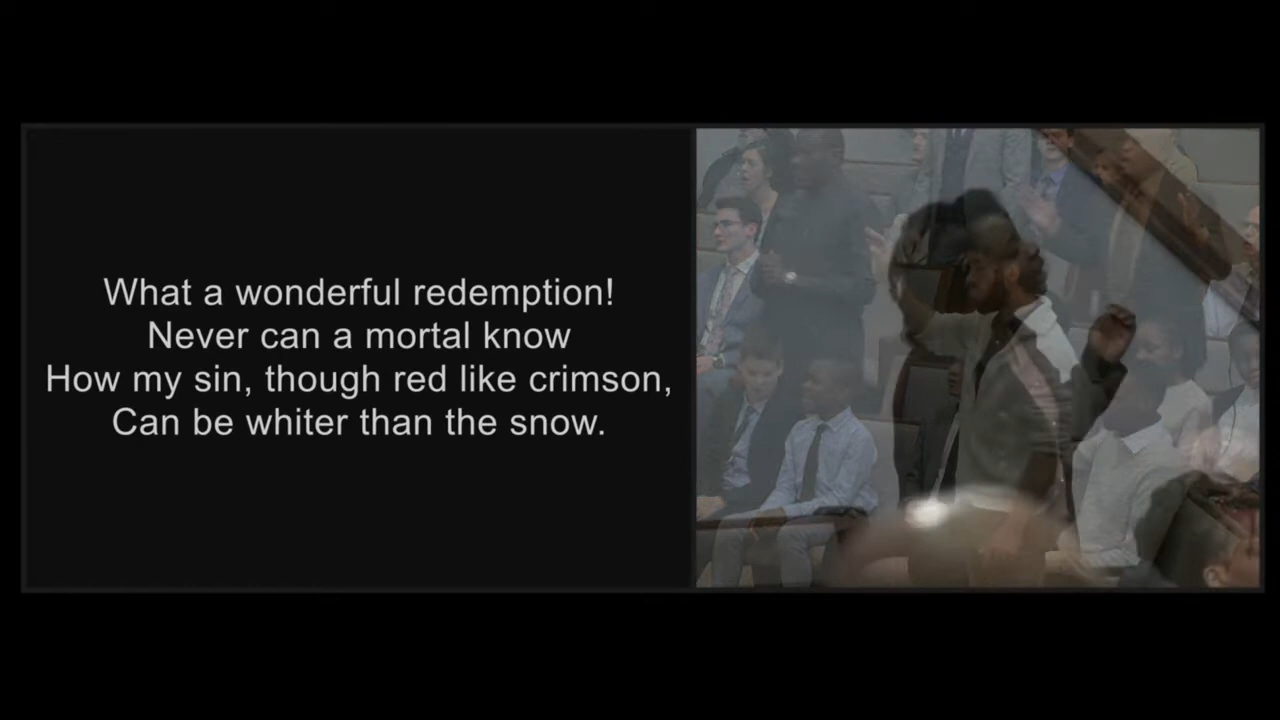 What a wonderful redemption!
Never can a mortal know
How my sin, though red like crimson,
Can be whiter than the snow.